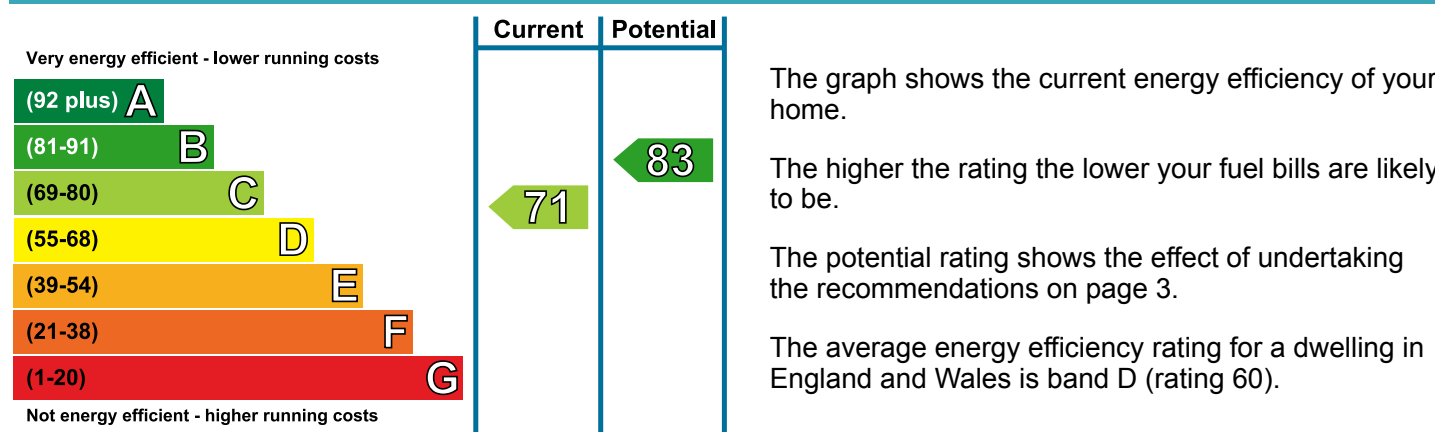 Current Potential
Very energy efficient - lower running costs
(92 plus) A
(81-91) B
(69-80) C
(55-68) D
(39-54) E
(21-38) F
(1-20) G
Not energy efficient - higher running costs
71
83
The graph shows the current energy efficiency of your
home.
The higher the rating the lower your fuel bills are likely
to be.
The potential rating shows the effect of undertaking
the recommendations on page 3.
The average energy efficiency rating for a dwelling in
England and Wales is band D (rating 60).